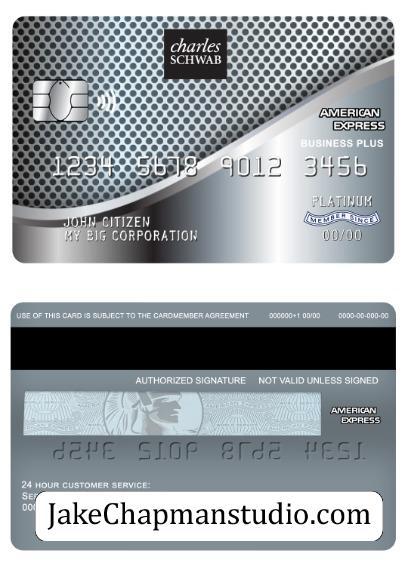 charles
SCHWAB
AMERICAN
EXPRESS
BUSINESS PLUS
1234 5678 9012 3456
PLATINUM
MEMBER SINCE
00/00
JOHN CITIZEN
MY BIG CORPORATION
USE OF THIS CARD IS SUBJECT TO THE CARDMEMBER AGREEMENT 000000+1 00/00 0000-00-000-00
AUTHORIZED SIGNATURE NOT VALID UNLESS SIGNED
AMERICAN
EXPRESS
24 HOUR CUSTOMER SERVICE:
JakeChapmanstudio.com